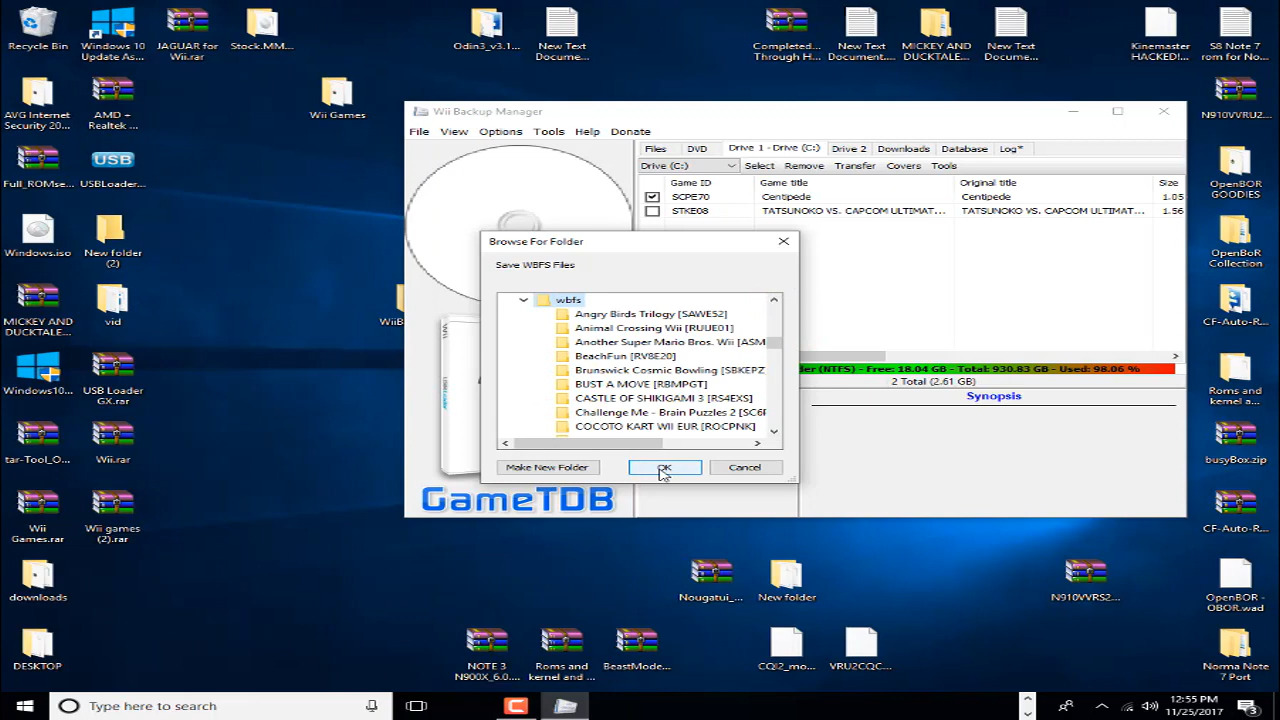 Recycle Bin
Windows 10
Update As...
JAGUAR for
Wii.rar
Stock.MM...
Odin3_v3.1...
New Text
Docume...
Completed...
Through H...
New Text
Document...
MICKEY AND
DUCKTALE...
New Text
Docume...
Kinemaster
HACKED!...
S8 Note 7
rom for No...
AVG Internet
Security 20...
AMD +
Realtek ...
Wii Games
N910VVRU2...
Full_ROMse...
USB
USBLoader...
OpenBOR
GOODIES
Windows.iso
New folder
(2)
OpenBor
Collection
MICKEY AND
DUCKTALE...
vid
CF-Auto-R...
Windows10...
USB Loader
GX.rar
Roms and
kernel a...
tar-Tool_O...
Wii.rar
busyBox.zip
Wii
Games.rar
Wii games
(2).rar
CF-Auto-R...
downloads
Nougatui_...
New folder
N910VVRS2...
OpenBOR -
OBOR.wad
DESKTOP
NOTE 3
N900X_6.0...
Roms and
kernel and ...
BeastMode...
CQI2_mo...
VRU2CQC...
Norma Note
7 Port
Wii Backup Manager
File View Options Tools Help Donate
Files DVD Drive 1 - Drive (C:) Drive 2 Downloads Database Log*
Drive (C:) Select Remove Transfer Covers Tools
Game ID Game title Original title Size
SCPE70 Centipede Centipede 1.05
STKE08 TATSUNOKO VS. CAPCOM ULTIMAT... TATSUNOKO VS. CAPCOM ULTIMAT... 1.56
Browse For Folder
Save WBFS Files
wbfs
Angry Birds Trilogy [SAWE52]
Animal Crossing Wii [RUUE01]
Another Super Mario Bros. Wii [ASM
BeachFun [RV8E20]
Brunswick Cosmic Bowling [SBKEPZ
BUST A MOVE [RBMPGT]
CASTLE OF SHIKIGAMI 3 [RS4EXS]
Challenge Me - Brain Puzzles 2 [SC6F
COCOTO KART WII EUR [ROCPNK]
Make New Folder OK Cancel
(NTFS) - Free: 18.04 GB - Total: 930.83 GB - Used: 98.06 %
2 Total (2.61 GB)
Synopsis
GameTDB
Type here to search
12:55 PM
11/25/2017
3